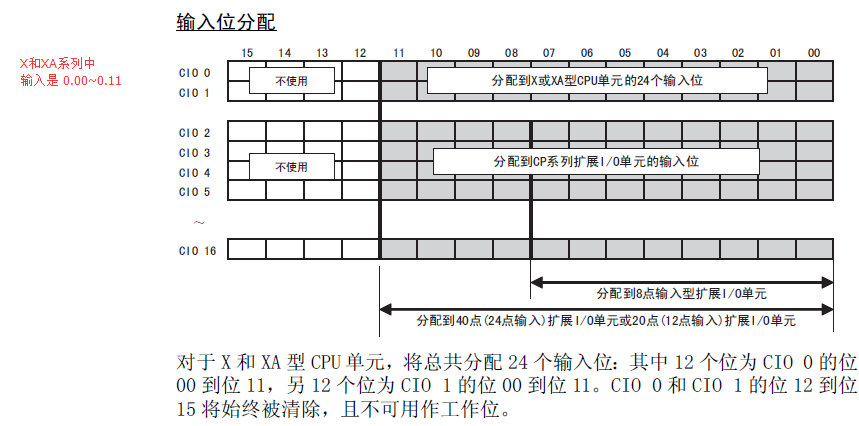 输入位分配
X和XA系列中
输入是 0.00~0.11
15 14 13 12 11 10 09 08 07 06 05 04 03 02 01 00
CIO 0
不使用 分配到X或XA型CPU单元的24个输入位
CIO 1
CIO 2
CIO 3
不使用 分配到CP系列扩展I/O单元的输入位
CIO 4
CIO 5
~
CIO 16
分配到8点输入型扩展I/O单元
分配到40点(24点输入)扩展I/O单元或20点(12点输入)扩展I/O单元
对于 X 和 XA 型 CPU 单元，将总共分配 24 个输入位：其中 12 个位为 CIO 0 的位
00 到位 11，另 12 个位为 CIO 1 的位 00 到位 11。CIO 0 和 CIO 1 的位 12 到位
15 将始终被清除，且不可用作工作位。